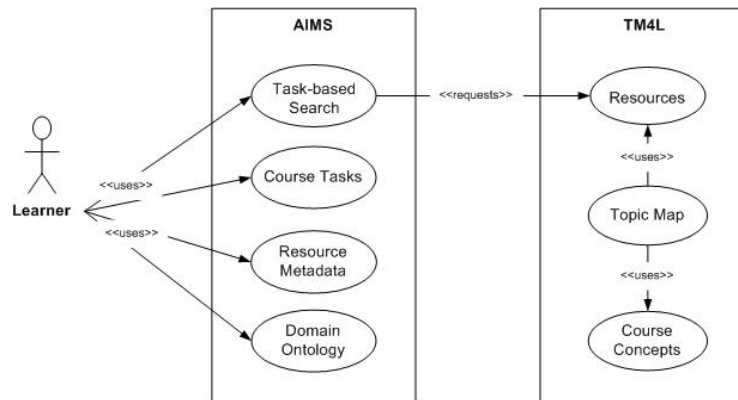 AIMS
TM4L
Task-based
Search
<<requests>>
Resources
<<uses>>
<<uses>>
Course Tasks
Learner
<<uses>>
Topic Map
Resource
Metadata
<<uses>>
Domain
Ontology
Course
Concepts